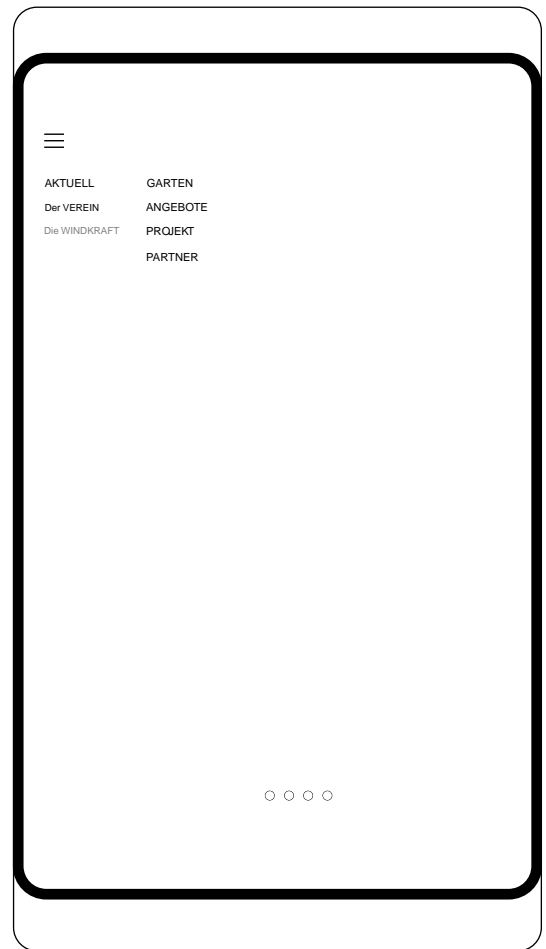 AKTUELL
Der VEREIN
Die WINDKRAFT
GARTEN
ANGEBOTE
PROJEKT
PARTNER